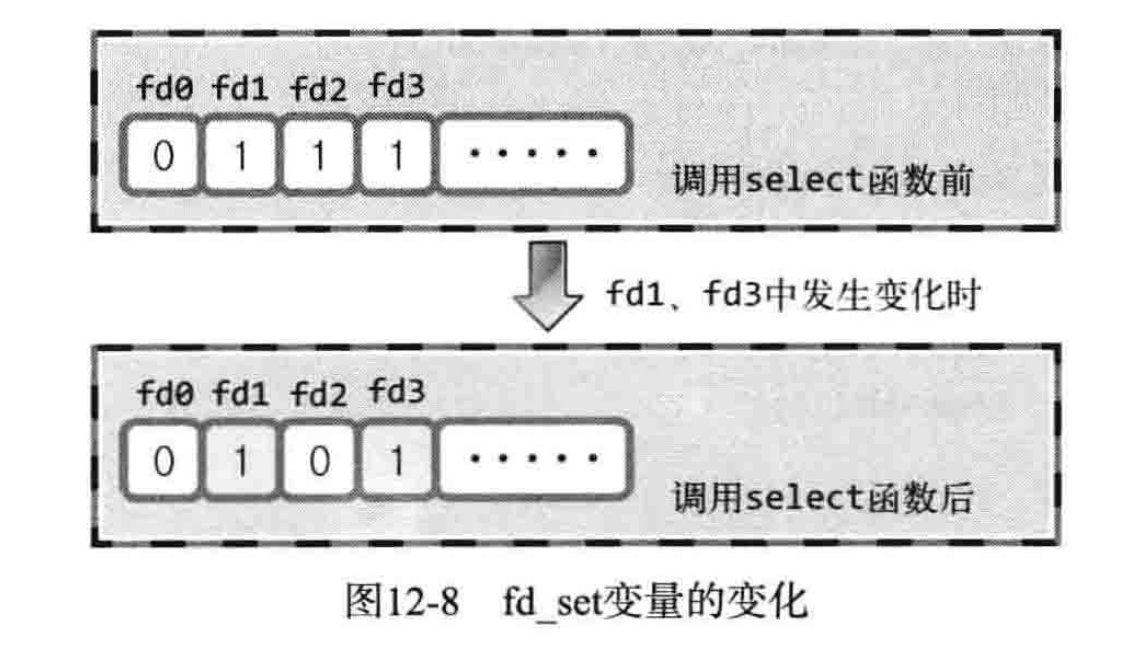 fd0 fd1 fd2 fd3
0 1 1 1 ·····
调用select函数前
fd1、fd3中发生变化时
fd0 fd1 fd2 fd3
0 1 0 1 ·····
调用select函数后
图12-8 fd_set变量的变化